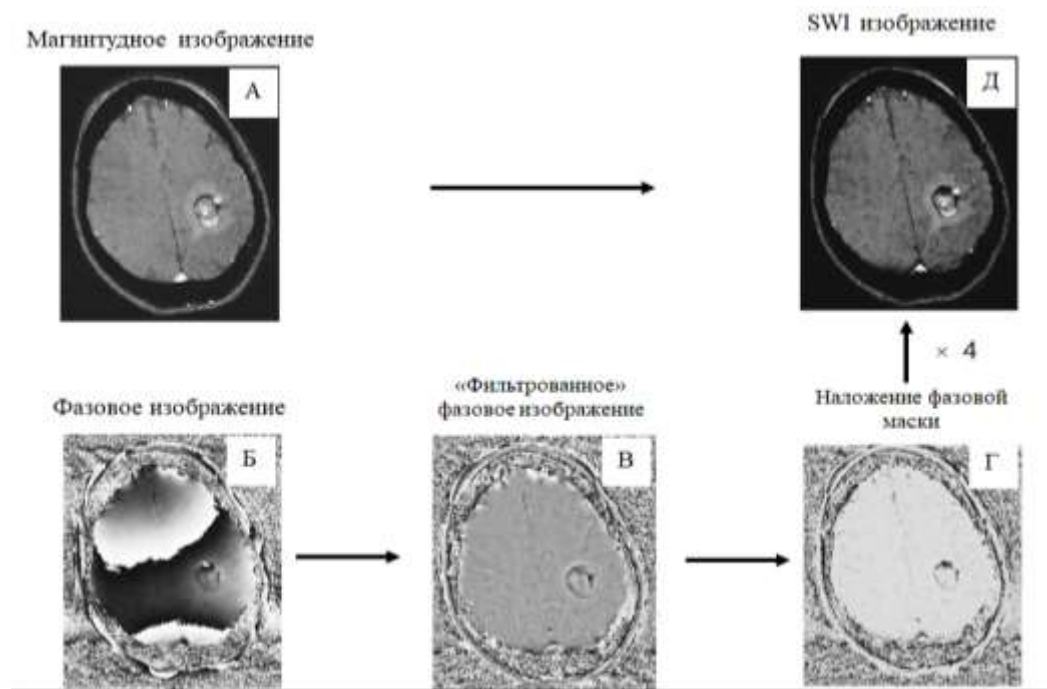 Магнитудное изображение
А
SWI изображение
Д
× 4
Фазовое изображение
Б
«Фильтрованное»
фазовое изображение
В
Наложение фазовой
маски
Г